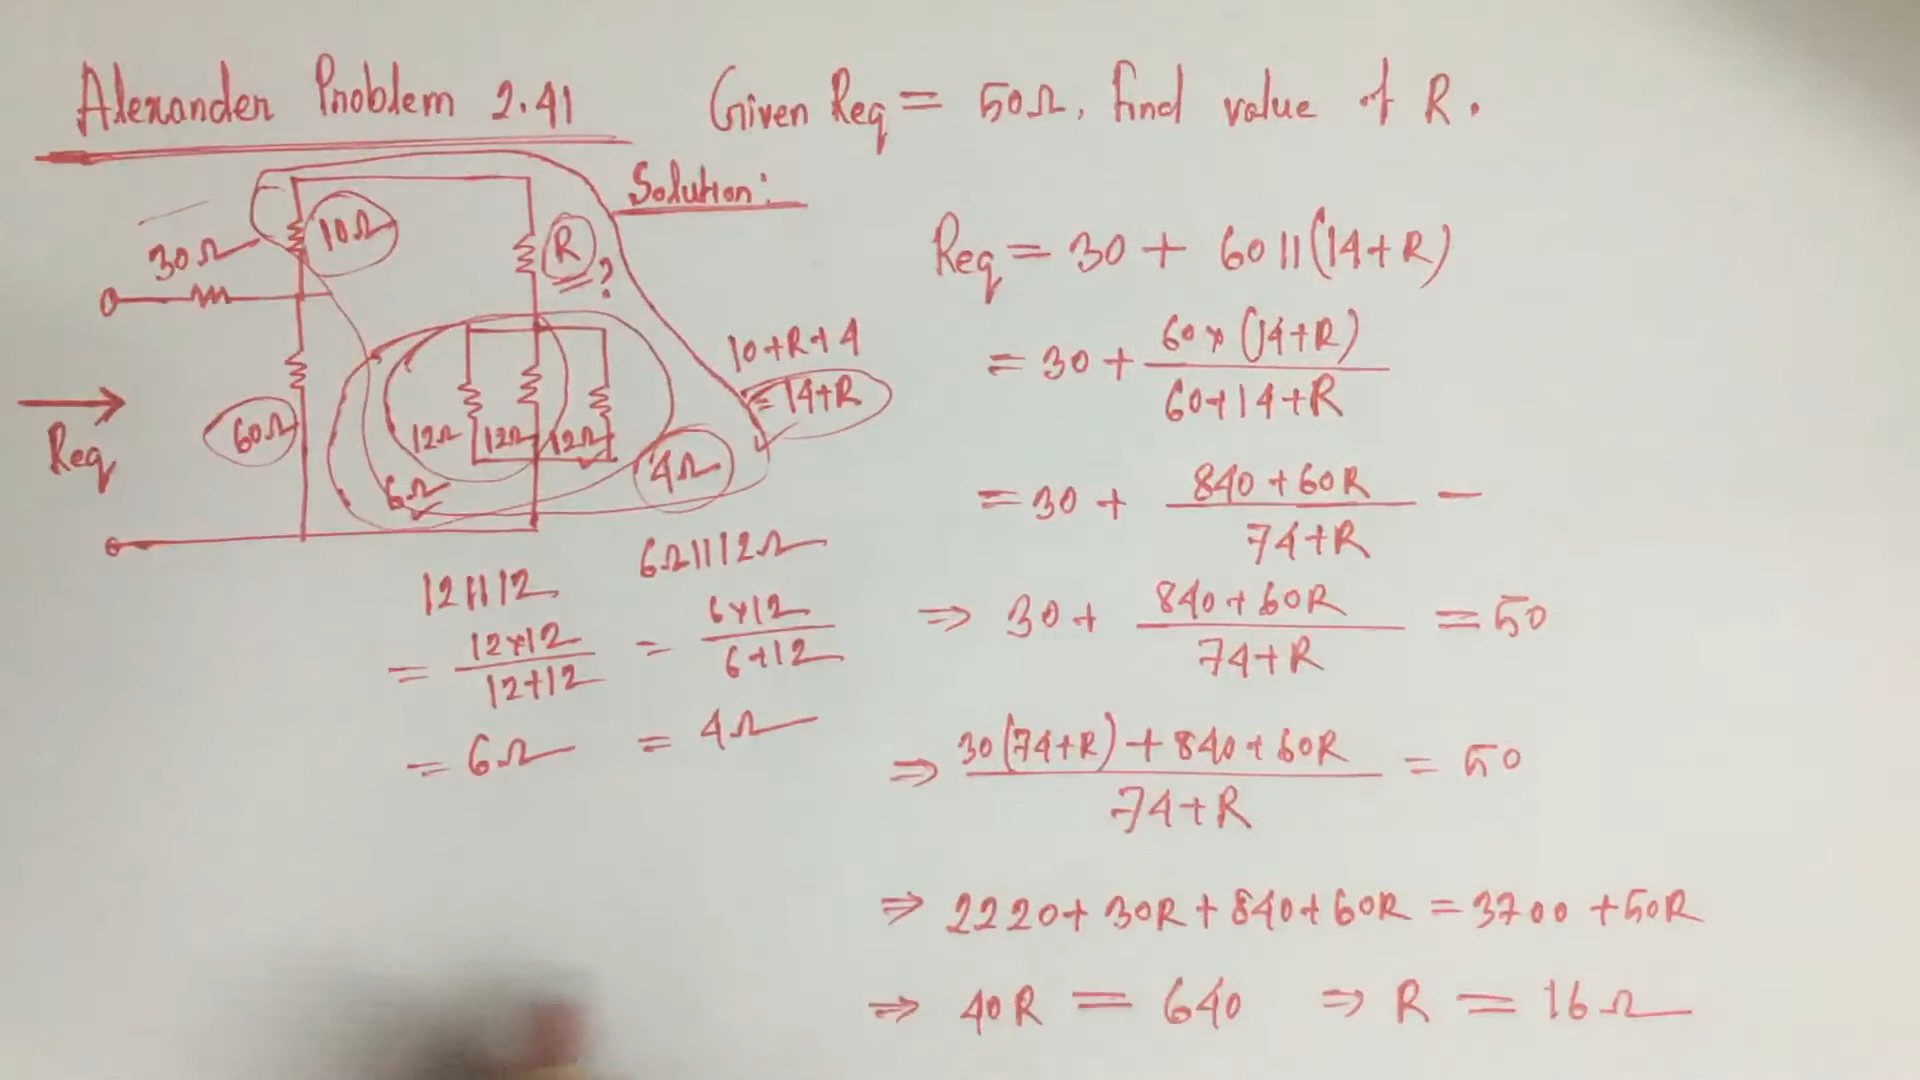 Alexander Problem 2.41 Given Req = 50Ω, find value of R.
Solution:
10Ω
R
?
30Ω
60Ω
Req
12Ω 12Ω 12Ω
6Ω
4Ω
10+R+4
= 14+R
12||12
= 12×12 / 12+12
= 6Ω
6Ω||12Ω
= 6×12 / 6+12
= 4Ω
Req = 30 + 60||(14+R)
= 30 + 60×(14+R) / 60+14+R
= 30 + 840+60R / 74+R
⇒ 30 + 840+60R / 74+R = 50
⇒ 30(74+R)+840+60R / 74+R = 50
⇒ 2220+30R+840+60R = 3700+50R
⇒ 40R = 640 ⇒ R = 16Ω